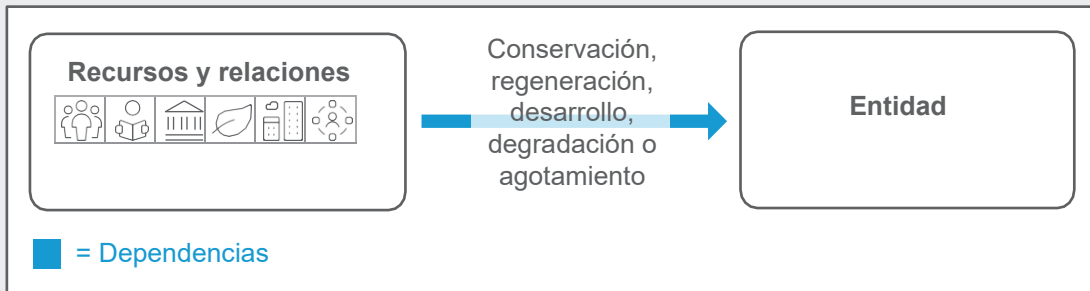 Recursos y relaciones
Conservación,
regeneración,
desarrollo,
degradación o
agotamiento
Entidad
= Dependencias